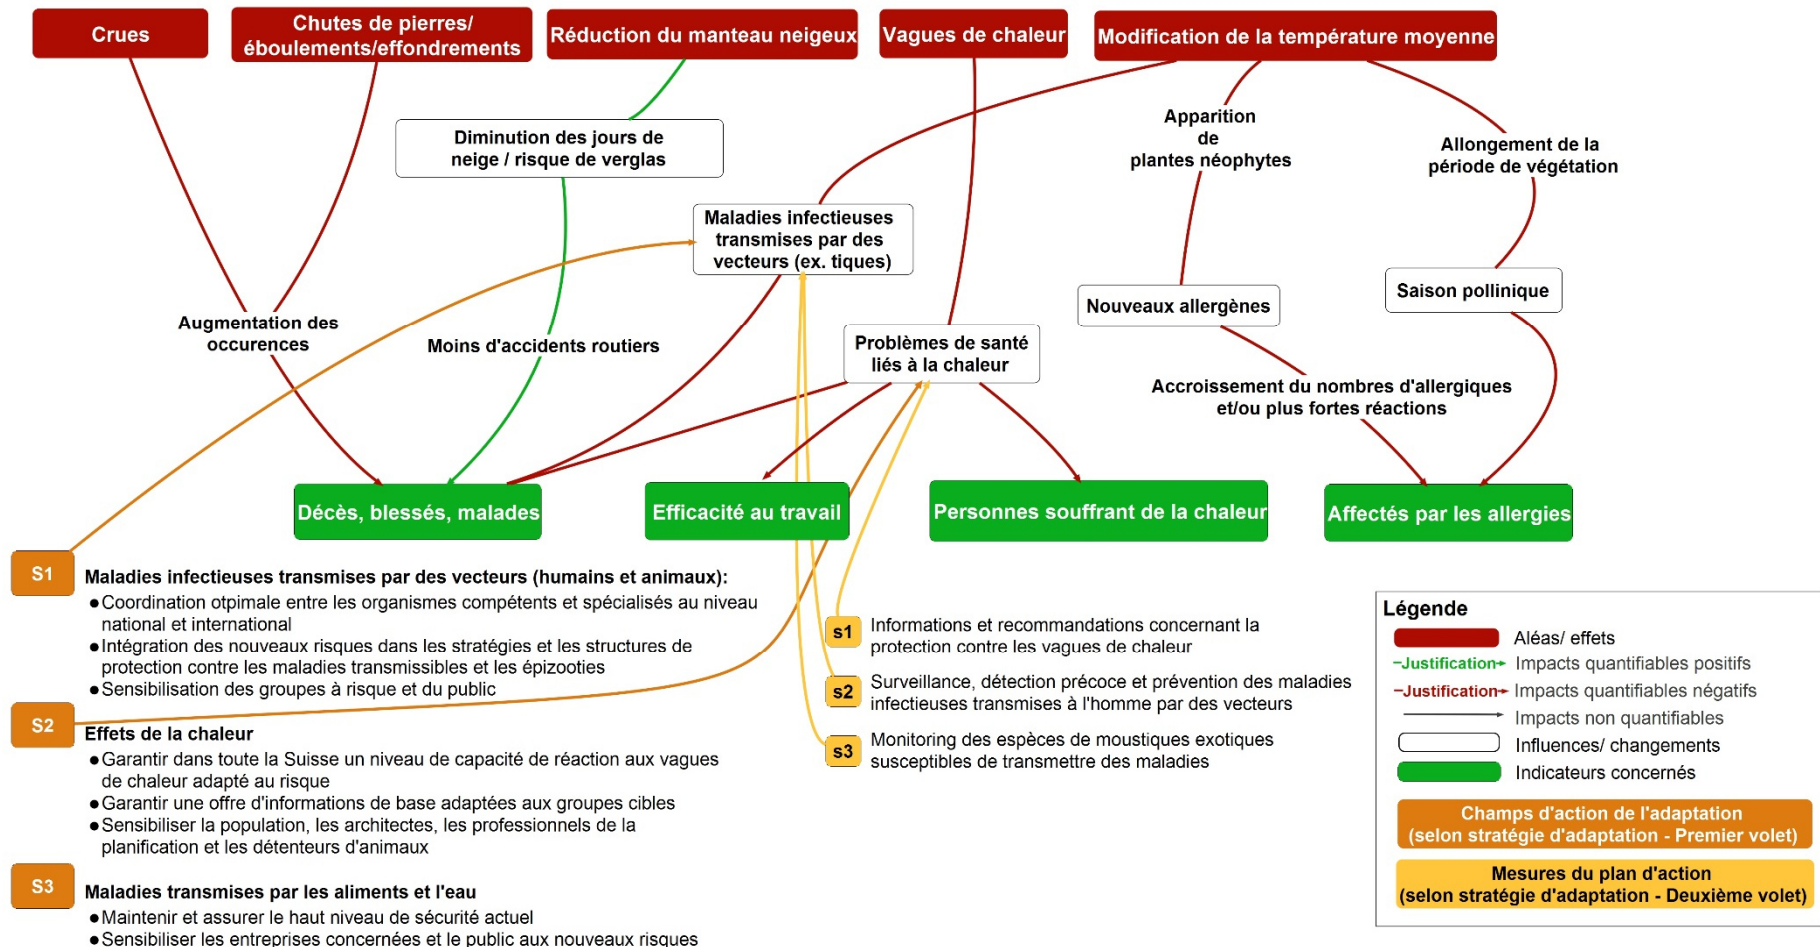 Crues
Chutes de pierres/
éboulements/effondrements
Réduction du manteau neigeux
Vagues de chaleur
Modification de la température moyenne
Diminution des jours de
neige / risque de verglas
Apparition
de
plantes néophytes
Allongement de la
période de végétation
Maladies infectieuses
transmises par des
vecteurs (ex. tiques)
Nouveaux allergènes
Saison pollinique
Augmentation des
occurences
Moins d'accidents routiers
Problèmes de santé
liés à la chaleur
Accroissement du nombres d'allergiques
et/ou plus fortes réactions
Décès, blessés, malades
Efficacité au travail
Personnes souffrant de la chaleur
Affectés par les allergies
S1
Maladies infectieuses transmises par des vecteurs (humains et animaux):
●Coordination otpimale entre les organismes compétents et spécialisés au niveau
national et international
●Intégration des nouveaux risques dans les stratégies et les structures de
protection contre les maladies transmissibles et les épizooties
●Sensibilisation des groupes à risque et du public
S2
Effets de la chaleur
●Garantir dans toute la Suisse un niveau de capacité de réaction aux vagues
de chaleur adapté au risque
●Garantir une offre d'informations de base adaptées aux groupes cibles
●Sensibiliser la population, les architectes, les professionnels de la
planification et les détenteurs d'animaux
S3
Maladies transmises par les aliments et l'eau
●Maintenir et assurer le haut niveau de sécurité actuel
●Sensibiliser les entreprises concernées et le public aux nouveaux risques
s1
Informations et recommandations concernant la
protection contre les vagues de chaleur
s2
Surveillance, détection précoce et prévention des maladies
infectieuses transmises à l'homme par des vecteurs
s3
Monitoring des espèces de moustiques exotiques
susceptibles de transmettre des maladies
Légende
Aléas/ effets
Justification
Impacts quantifiables positifs
Justification
Impacts quantifiables négatifs
Impacts non quantifiables
Influences/ changements
Indicateurs concernés
Champs d'action de l'adaptation
(selon stratégie d'adaptation - Premier volet)
Mesures du plan d'action
(selon stratégie d'adaptation - Deuxième volet)